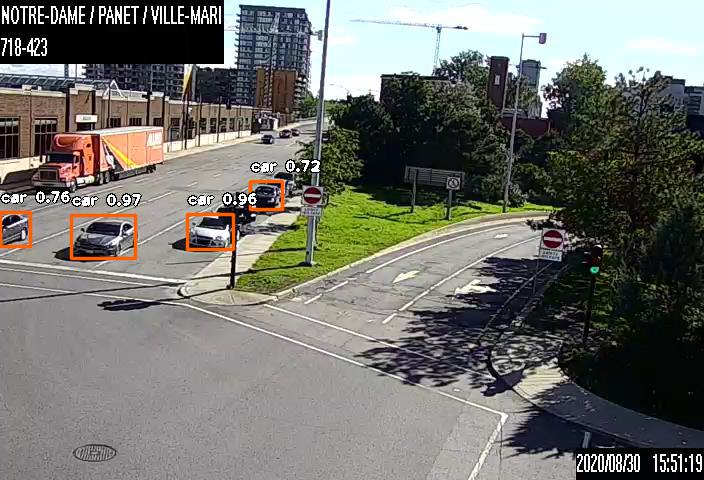 NOTRE-DAME / PANET / VILLE-MARI
718-423
car 0.72
car 0.76
car 0.97
car 0.96
2020/08/30 15:51:19